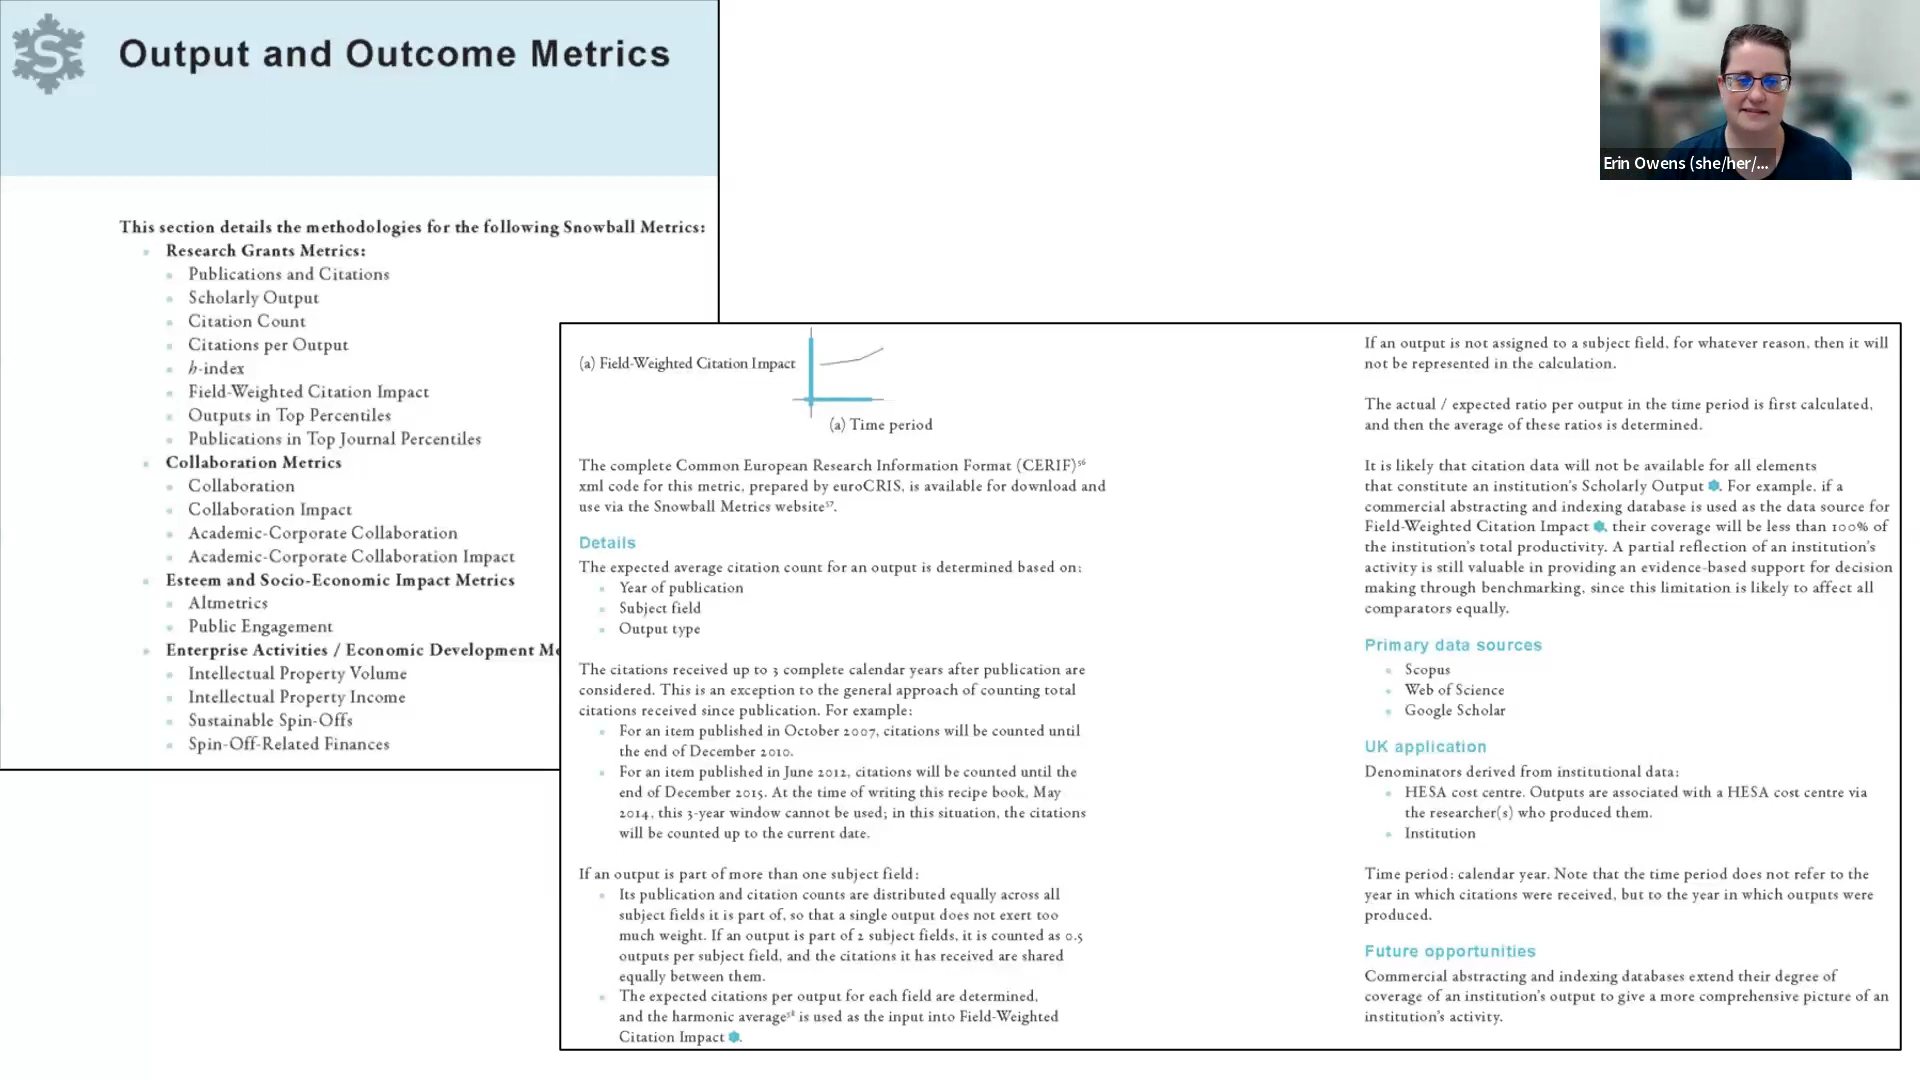 S
Output and Outcome Metrics
This section details the methodologies for the following Snowball Metrics:
Research Grants Metrics:
Publications and Citations
Scholarly Output
Citation Count
Citations per Output
h-index
Field-Weighted Citation Impact
Outputs in Top Percentiles
Publications in Top Journal Percentiles
Collaboration Metrics
Collaboration
Collaboration Impact
Academic-Corporate Collaboration
Academic-Corporate Collaboration Impact
Esteem and Socio-Economic Impact Metrics
Altmetrics
Public Engagement
Enterprise Activities / Economic Development Me
Intellectual Property Volume
Intellectual Property Income
Sustainable Spin-Offs
Spin-Off-Related Finances
(a) Field-Weighted Citation Impact
(a) Time period
The complete Common European Research Information Format (CERIF)⁵⁶
xml code for this metric, prepared by euroCRIS, is available for download and
use via the Snowball Metrics website⁵⁷.
Details
The expected average citation count for an output is determined based on:
Year of publication
Subject field
Output type
The citations received up to 3 complete calendar years after publication are
considered. This is an exception to the general approach of counting total
citations received since publication. For example:
For an item published in October 2007, citations will be counted until
the end of December 2010.
For an item published in June 2012, citations will be counted until the
end of December 2015. At the time of writing this recipe book, May
2014, this 3-year window cannot be used; in this situation, the citations
will be counted up to the current date.
If an output is part of more than one subject field:
Its publication and citation counts are distributed equally across all
subject fields it is part of, so that a single output does not exert too
much weight. If an output is part of 2 subject fields, it is counted as 0.5
outputs per subject field, and the citations it has received are shared
equally between them.
The expected citations per output for each field are determined,
and the harmonic average⁵⁸ is used as the input into Field-Weighted
Citation Impact.
If an output is not assigned to a subject field, for whatever reason, then it will
not be represented in the calculation.
The actual / expected ratio per output in the time period is first calculated,
and then the average of these ratios is determined.
It is likely that citation data will not be available for all elements
that constitute an institution's Scholarly Output. For example, if a
commercial abstracting and indexing database is used as the data source for
Field-Weighted Citation Impact, their coverage will be less than 100% of
the institution's total productivity. A partial reflection of an institution's
activity is still valuable in providing an evidence-based support for decision
making through benchmarking, since this limitation is likely to affect all
comparators equally.
Primary data sources
Scopus
Web of Science
Google Scholar
UK application
Denominators derived from institutional data:
HESA cost centre. Outputs are associated with a HESA cost centre via
the researcher(s) who produced them.
Institution
Time period: calendar year. Note that the time period does not refer to the
year in which citations were received, but to the year in which outputs were
produced.
Future opportunities
Commercial abstracting and indexing databases extend their degree of
coverage of an institution's output to give a more comprehensive picture of an
institution's activity.
Erin Owens (she/her/...